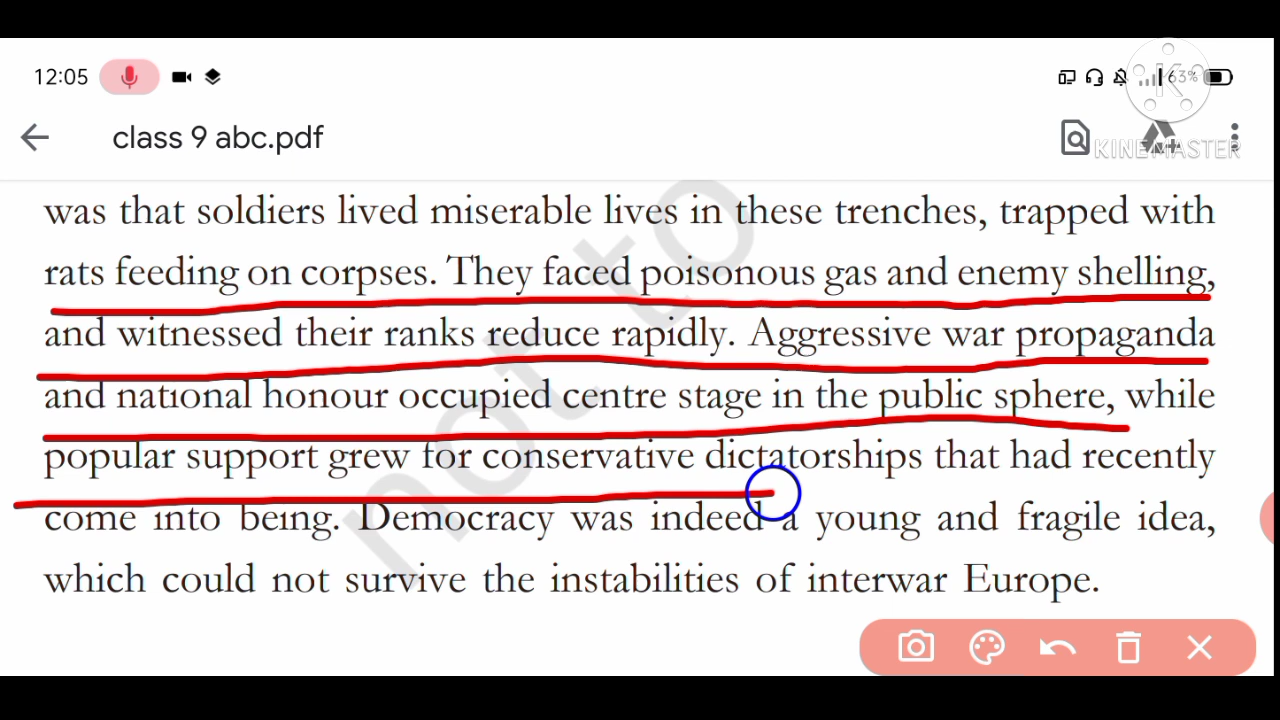 12:05
63%
class 9 abc.pdf
KINEMASTER
was that soldiers lived miserable lives in these trenches, trapped with
rats feeding on corpses. They faced poisonous gas and enemy shelling,
and witnessed their ranks reduce rapidly. Aggressive war propaganda
and national honour occupied centre stage in the public sphere, while
popular support grew for conservative dictatorships that had recently
come into being. Democracy was indeed a young and fragile idea,
which could not survive the instabilities of interwar Europe.
not to